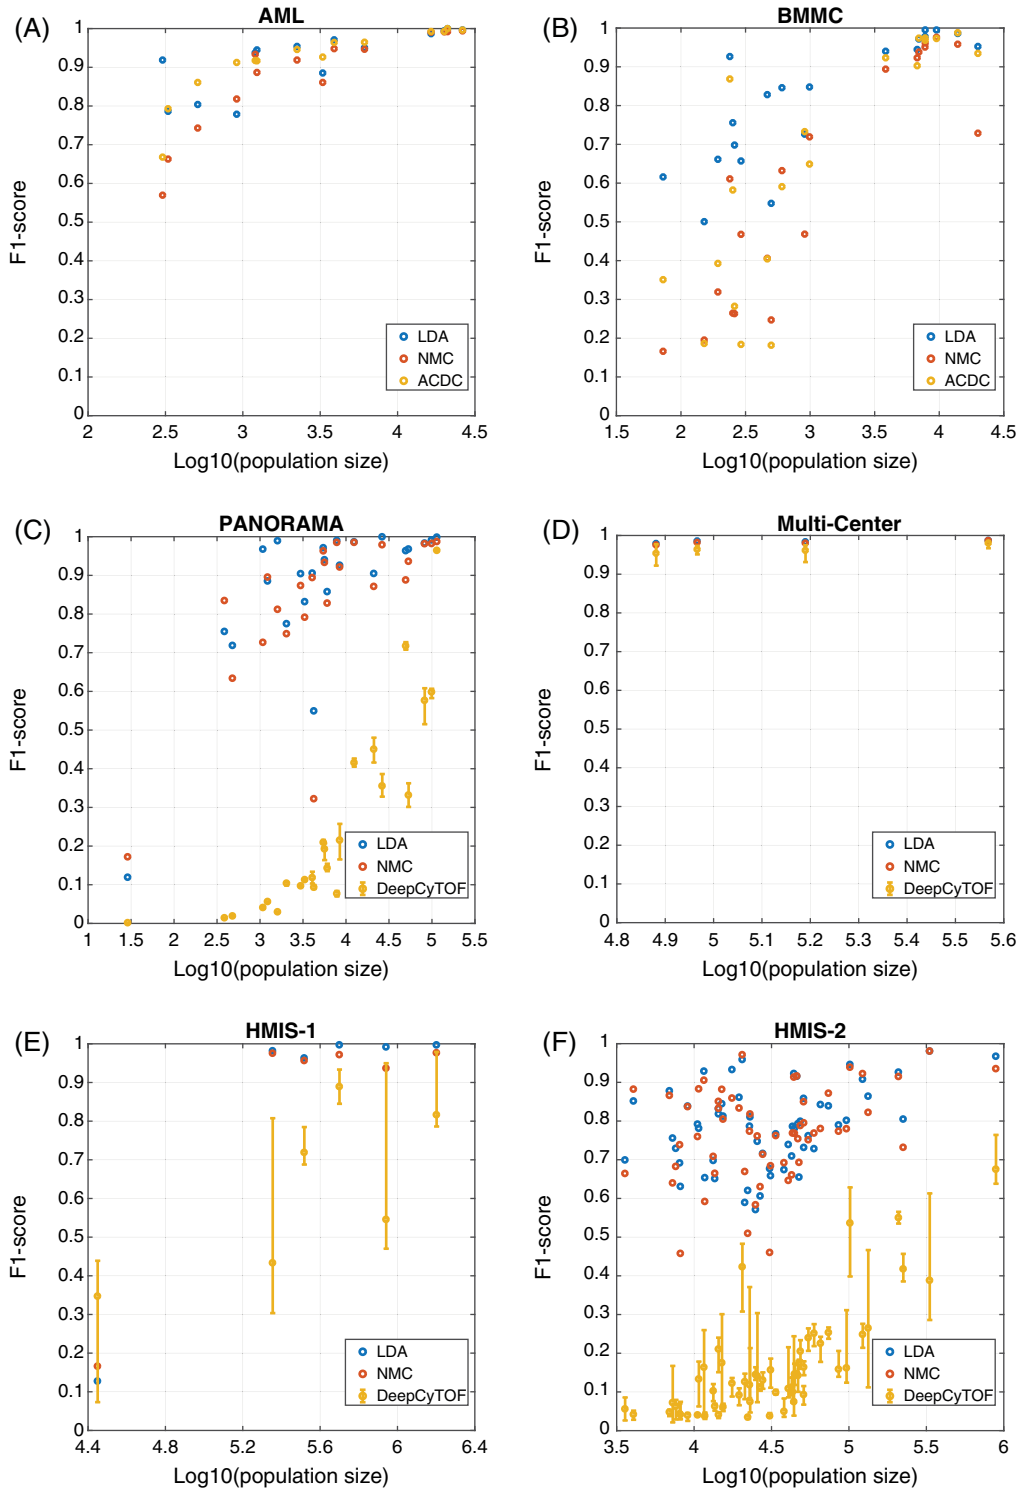 (A) AML
F1-score
1
0.9
0.8
0.7
0.6
0.5
0.4
0.3
0.2
0.1
0
2 2.5 3 3.5 4 4.5
Log10(population size)
LDA
NMC
ACDC
(B) BMMC
F1-score
1
0.9
0.8
0.7
0.6
0.5
0.4
0.3
0.2
0.1
0
1.5 2 2.5 3 3.5 4 4.5
Log10(population size)
LDA
NMC
ACDC
(C) PANORAMA
F1-score
1
0.9
0.8
0.7
0.6
0.5
0.4
0.3
0.2
0.1
0
1 1.5 2 2.5 3 3.5 4 4.5 5 5.5
Log10(population size)
LDA
NMC
DeepCyTOF
(D) Multi-Center
F1-score
1
0.9
0.8
0.7
0.6
0.5
0.4
0.3
0.2
0.1
0
4.8 4.9 5 5.1 5.2 5.3 5.4 5.5 5.6
Log10(population size)
LDA
NMC
DeepCyTOF
(E) HMIS-1
F1-score
1
0.9
0.8
0.7
0.6
0.5
0.4
0.3
0.2
0.1
0
4.4 4.8 5.2 5.6 6 6.4
Log10(population size)
LDA
NMC
DeepCyTOF
(F) HMIS-2
F1-score
1
0.9
0.8
0.7
0.6
0.5
0.4
0.3
0.2
0.1
0
3.5 4 4.5 5 5.5 6
Log10(population size)
LDA
NMC
DeepCyTOF